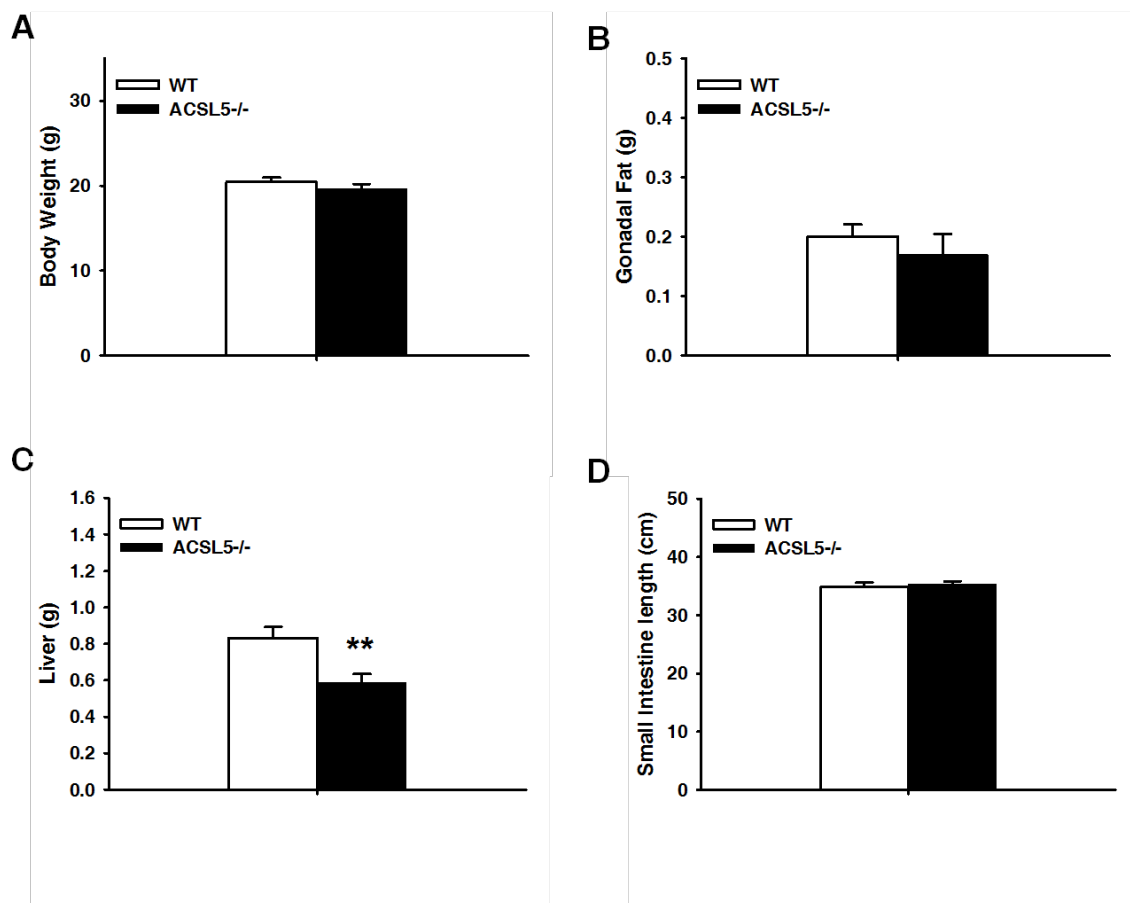 A
WT
ACSL5-/-
Body Weight (g)
30
20
10
0
B
WT
ACSL5-/-
Gonadal Fat (g)
0.5
0.4
0.3
0.2
0.1
0.0
C
WT
ACSL5-/-
Liver (g)
1.6
1.4
1.2
1.0
0.8
0.6
0.4
0.2
0.0
**
D
WT
ACSL5-/-
Small Intestine length (cm)
50
40
30
20
10
0